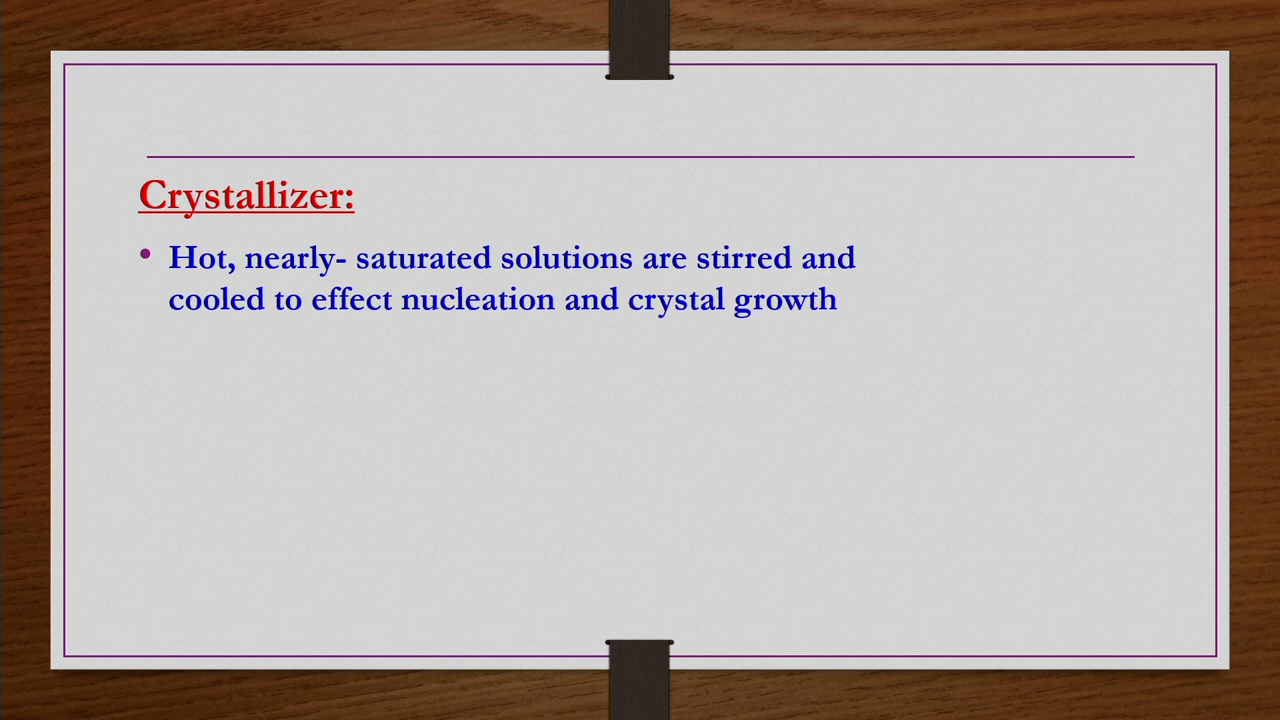 Crystallizer:
• Hot, nearly- saturated solutions are stirred and
cooled to effect nucleation and crystal growth